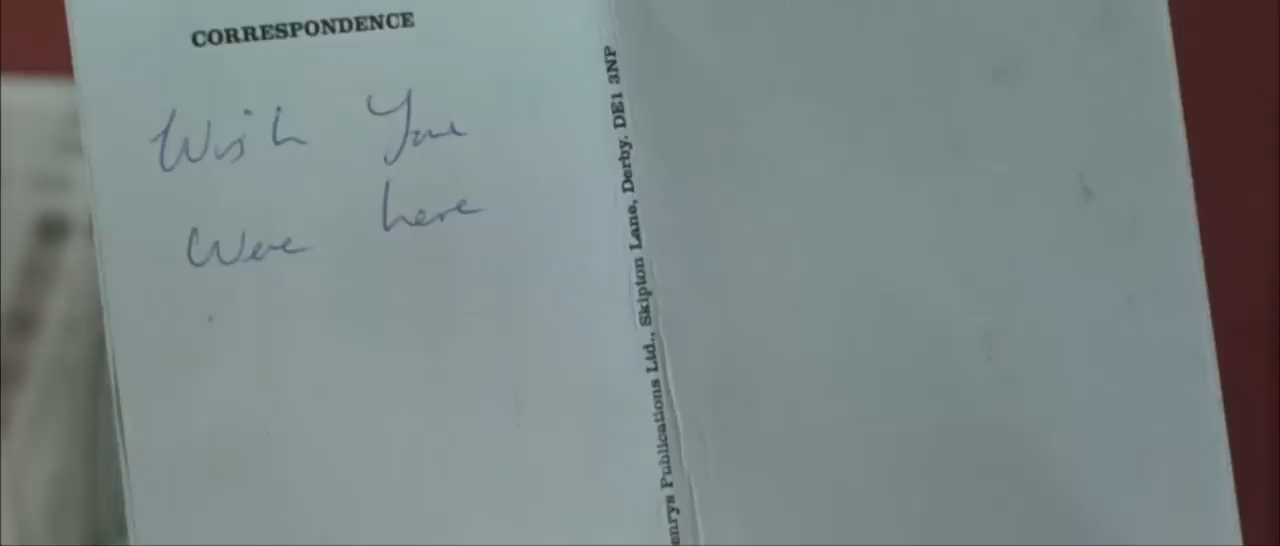 CORRESPONDENCE
Wish You
Were here
enrys Publications Ltd., Skipton Lane, Derby. DE1 3NP